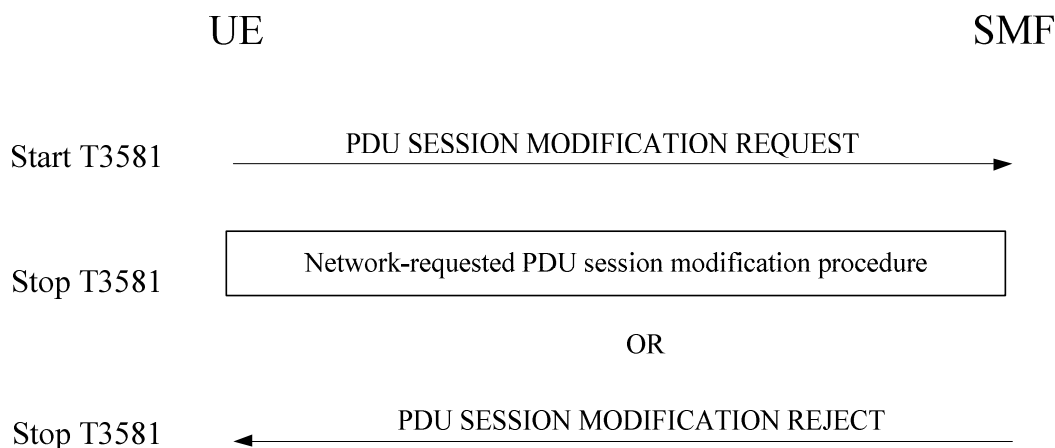 UE
SMF
Start T3581
PDU SESSION MODIFICATION REQUEST
Stop T3581
Network-requested PDU session modification procedure
OR
Stop T3581
PDU SESSION MODIFICATION REJECT